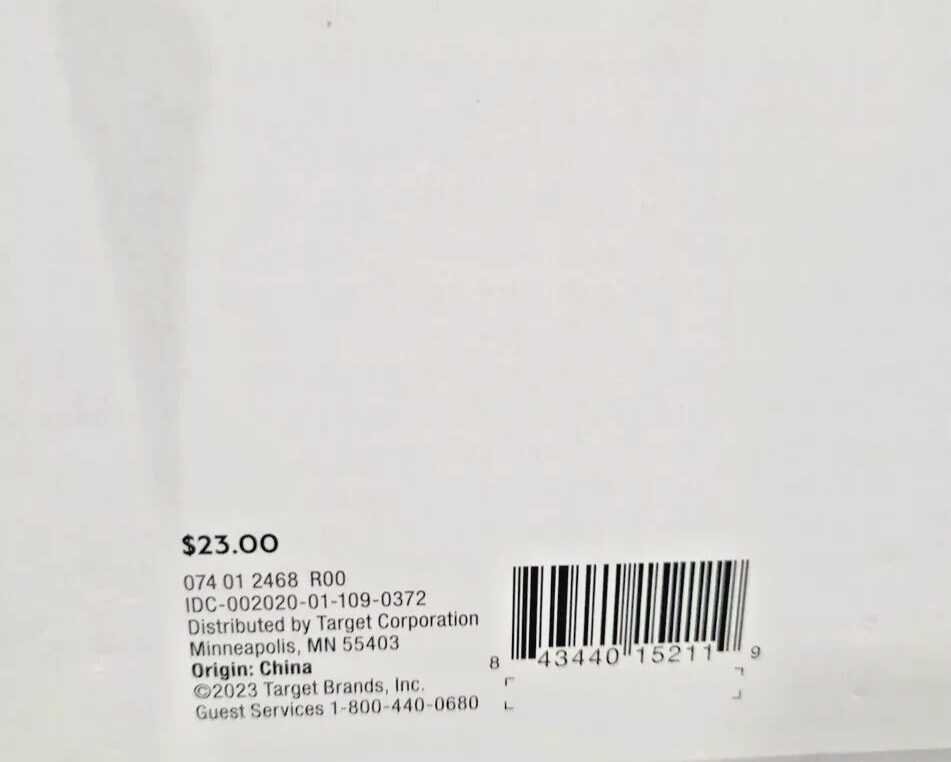 $23.00
074 01 2468 R00
IDC-002020-01-109-0372
Distributed by Target Corporation
Minneapolis, MN 55403
Origin: China
©2023 Target Brands, Inc.
Guest Services 1-800-440-0680
8 43440 15211 9